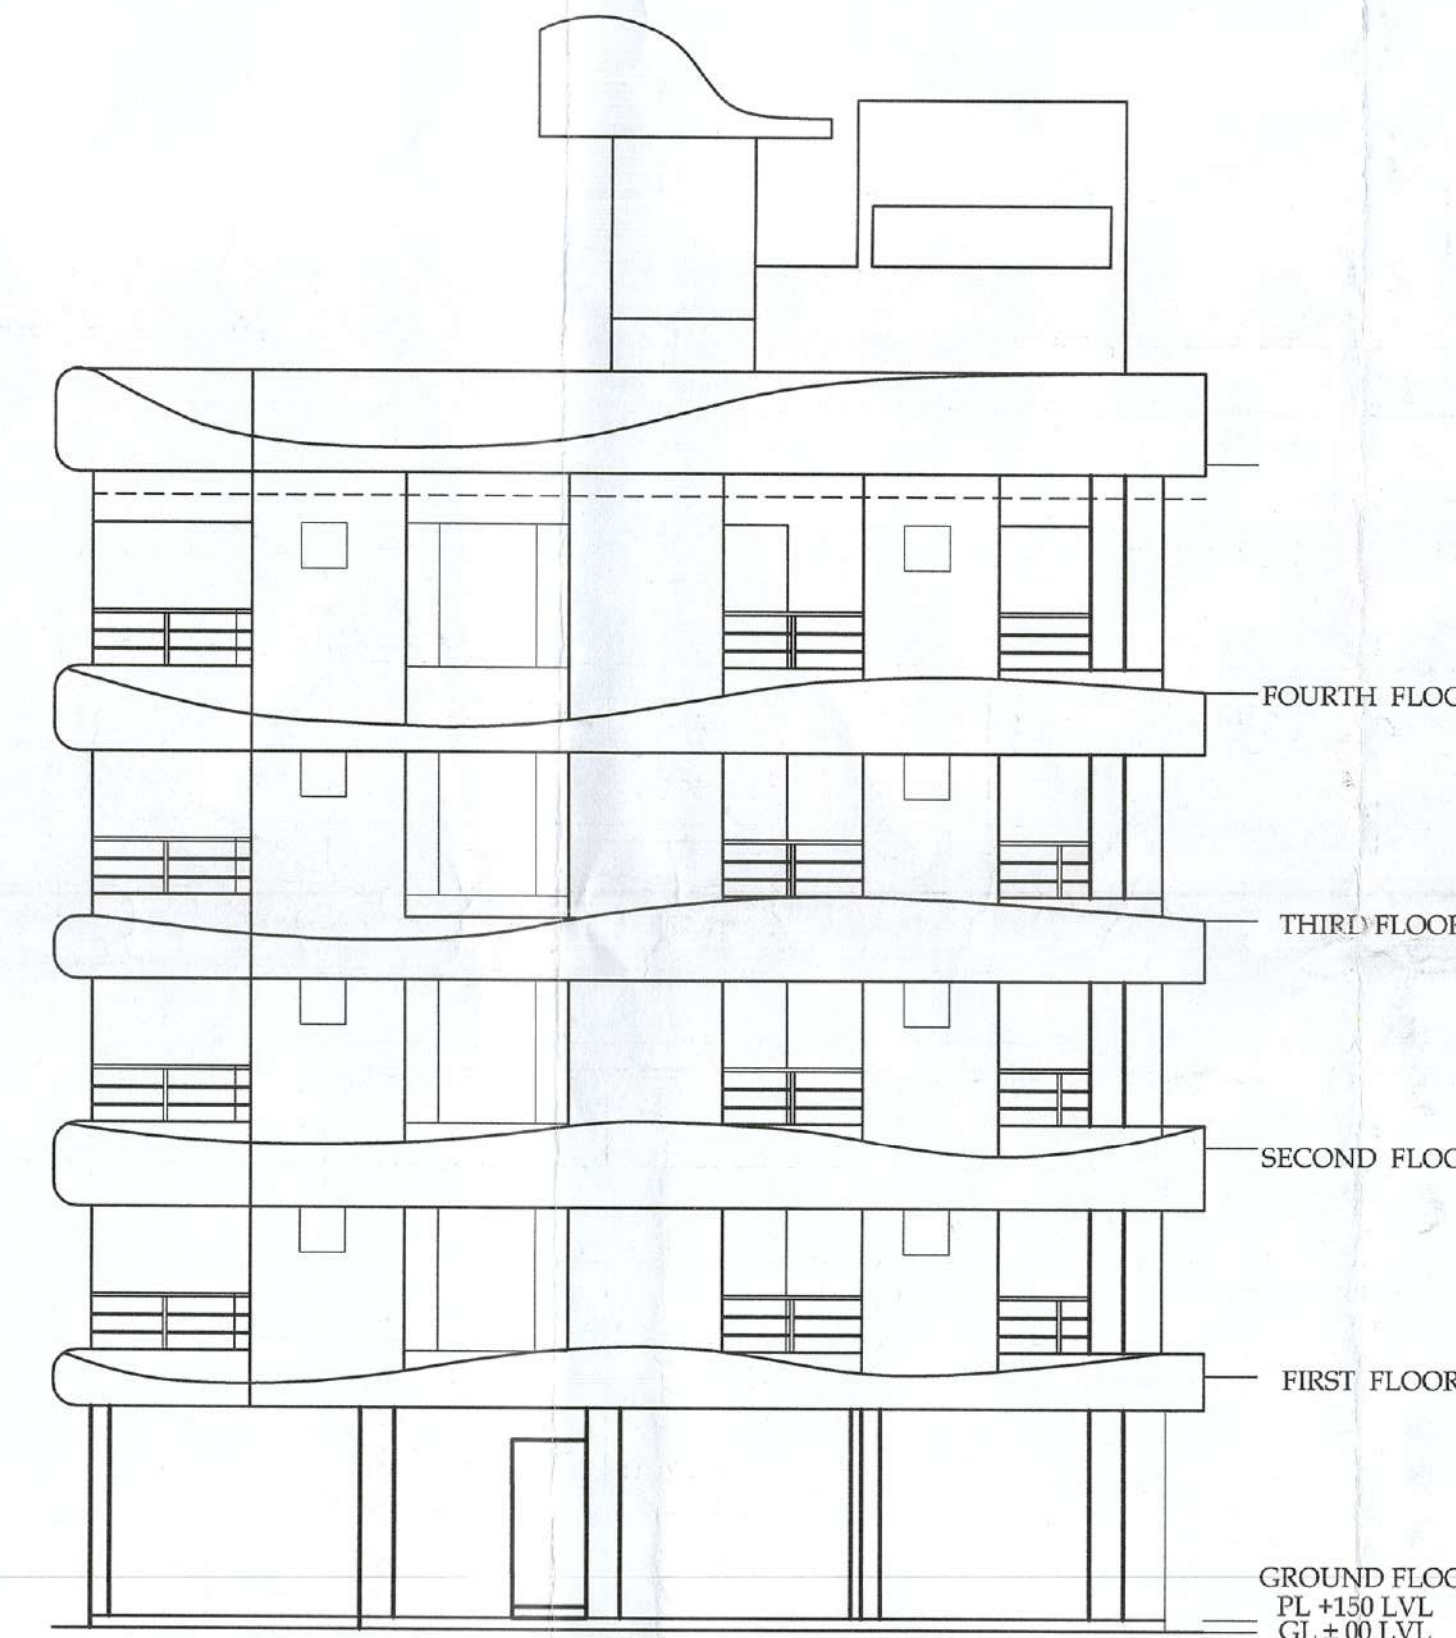 FOURTH FLOO
THIRD FLOOR
SECOND FLOO
FIRST FLOOR
GROUND FLOO
PL +150 LVL
GL ± 00 LVL